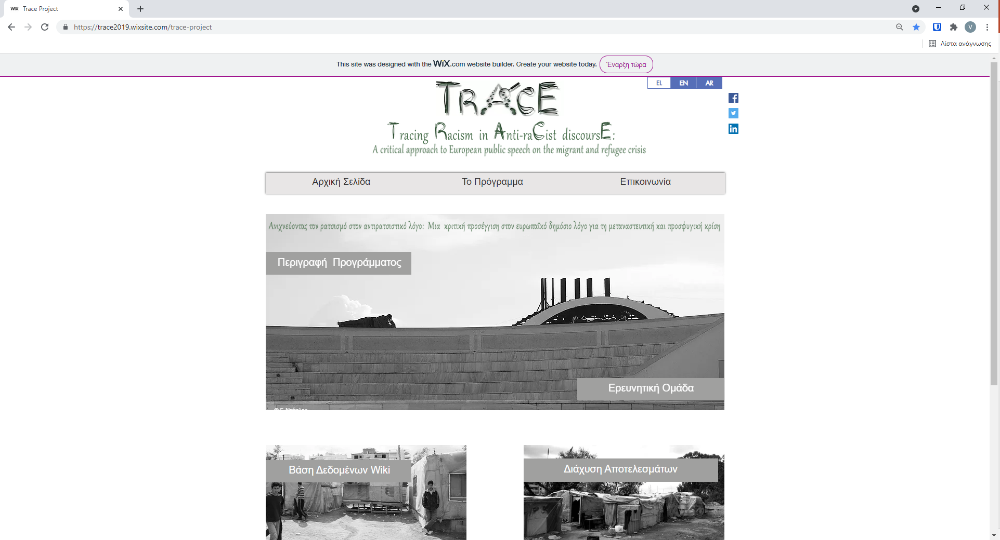 WiX Trace Project
https://trace2019.wixsite.com/trace-project
V
Λίστα ανάγνωσης
This site was designed with the WiX.com website builder. Create your website today. Έναρξη τώρα
EL EN AR
TRACE
Tracing Racism in Anti-raCist discoursE:
A critical approach to European public speech on the migrant and refugee crisis
Αρχική Σελίδα Το Πρόγραμμα Επικοινωνία
Ανιχνεύοντας τον ρατσισμό στον αντιρατσιστικό λόγο: Μια κριτική προσέγγιση στον ευρωπαϊκό δημόσιο λόγο για τη μεταναστευτική και προσφυγική κρίση
Περιγραφή Προγράμματος
Ερευνητική Ομάδα
Βάση Δεδομένων Wiki
Διάχυση Αποτελεσμάτων